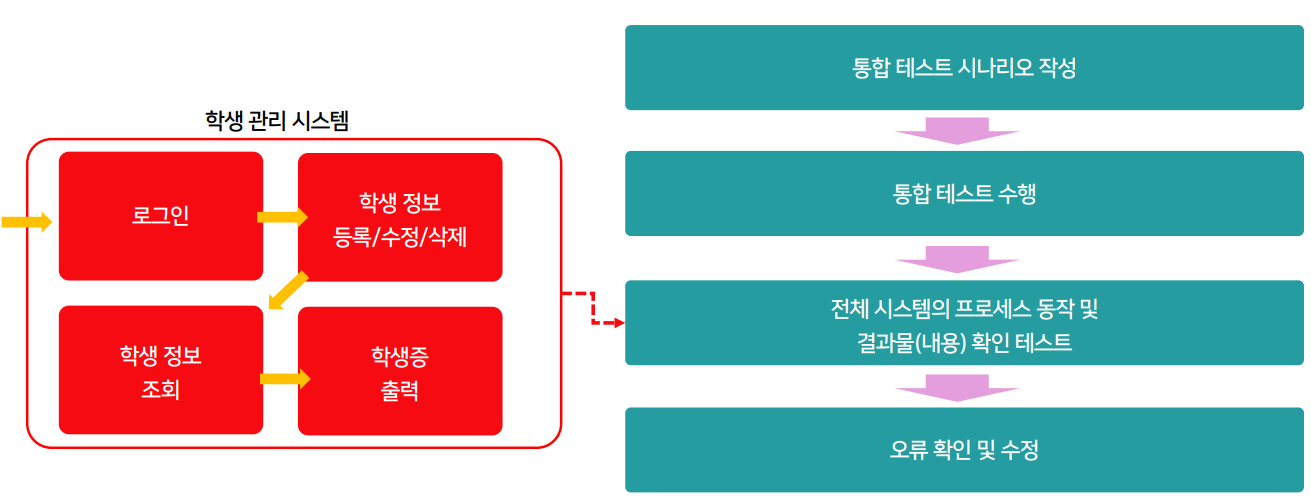 학생 관리 시스템
로그인
학생 정보
등록/수정/삭제
학생 정보
조회
학생증
출력
통합 테스트 시나리오 작성
통합 테스트 수행
전체 시스템의 프로세스 동작 및
결과물(내용) 확인 테스트
오류 확인 및 수정